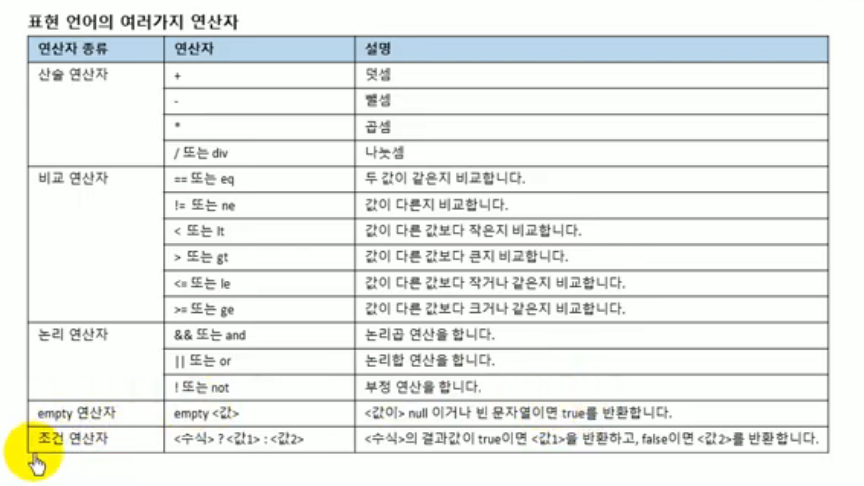 표현 언어의 여러가지 연산자
연산자 종류 연산자 설명
산술 연산자 + 덧셈
- 뺄셈
* 곱셈
/ 또는 div 나눗셈
비교 연산자 == 또는 eq 두 값이 같은지 비교합니다.
!= 또는 ne 값이 다른지 비교합니다.
< 또는 lt 값이 다른 값보다 작은지 비교합니다.
> 또는 gt 값이 다른 값보다 큰지 비교합니다.
<= 또는 le 값이 다른 값보다 작거나 같은지 비교합니다.
>= 또는 ge 값이 다른 값보다 크거나 같은지 비교합니다.
논리 연산자 && 또는 and 논리곱 연산을 합니다.
|| 또는 or 논리합 연산을 합니다.
! 또는 not 부정 연산을 합니다.
empty 연산자 empty <값> <값이> null 이거나 빈 문자열이면 true를 반환합니다.
조건 연산자 <수식> ? <값1> : <값2> <수식>의 결과값이 true이면 <값1>을 반환하고, false이면 <값2>를 반환합니다.